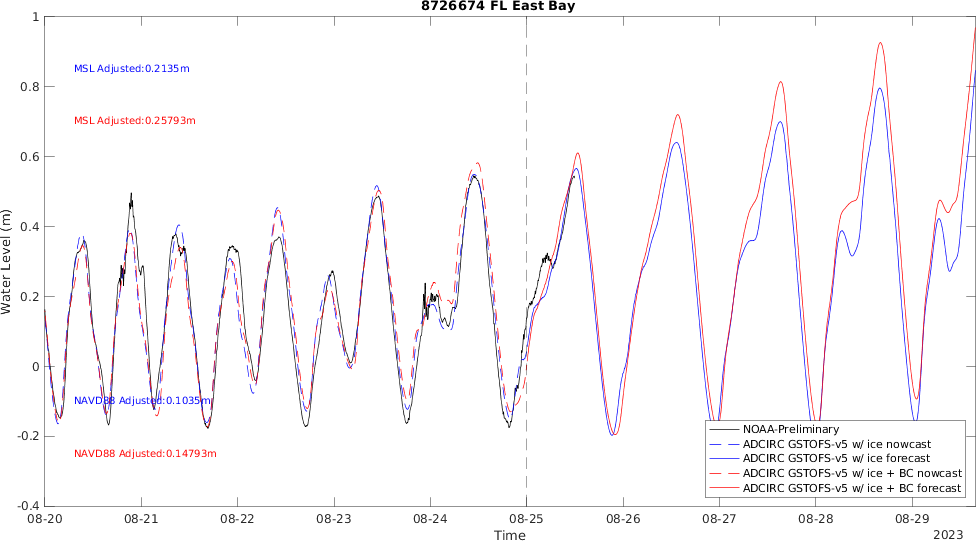 8726674 FL East Bay
MSL Adjusted:0.2135m
MSL Adjusted:0.25793m
NAVD88 Adjusted:0.1035m
NAVD88 Adjusted:0.14793m
Water Level (m)
1
0.8
0.6
0.4
0.2
0
-0.2
-0.4
08-20
08-21
08-22
08-23
08-24
08-25
08-26
08-27
08-28
08-29
Time
2023
NOAA-Preliminary
ADCIRC GSTOFS-v5 w/ ice nowcast
ADCIRC GSTOFS-v5 w/ ice forecast
ADCIRC GSTOFS-v5 w/ ice + BC nowcast
ADCIRC GSTOFS-v5 w/ ice + BC forecast